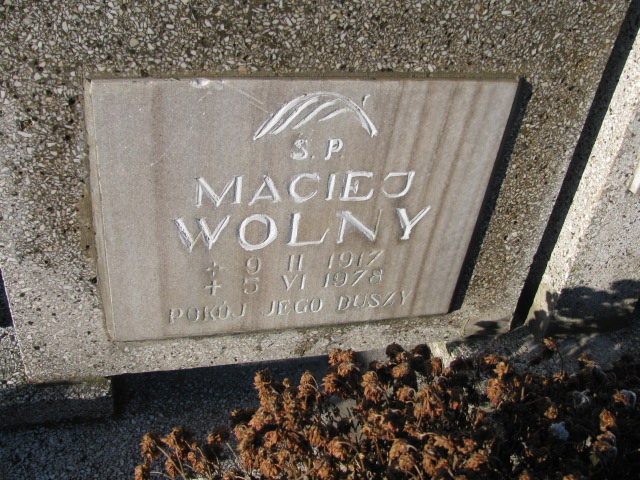 Ś.P.
MACIEJ
WOLNY
+ 9 II 1917
+ 5 VI 1978
POKÓJ JEGO DUSZY